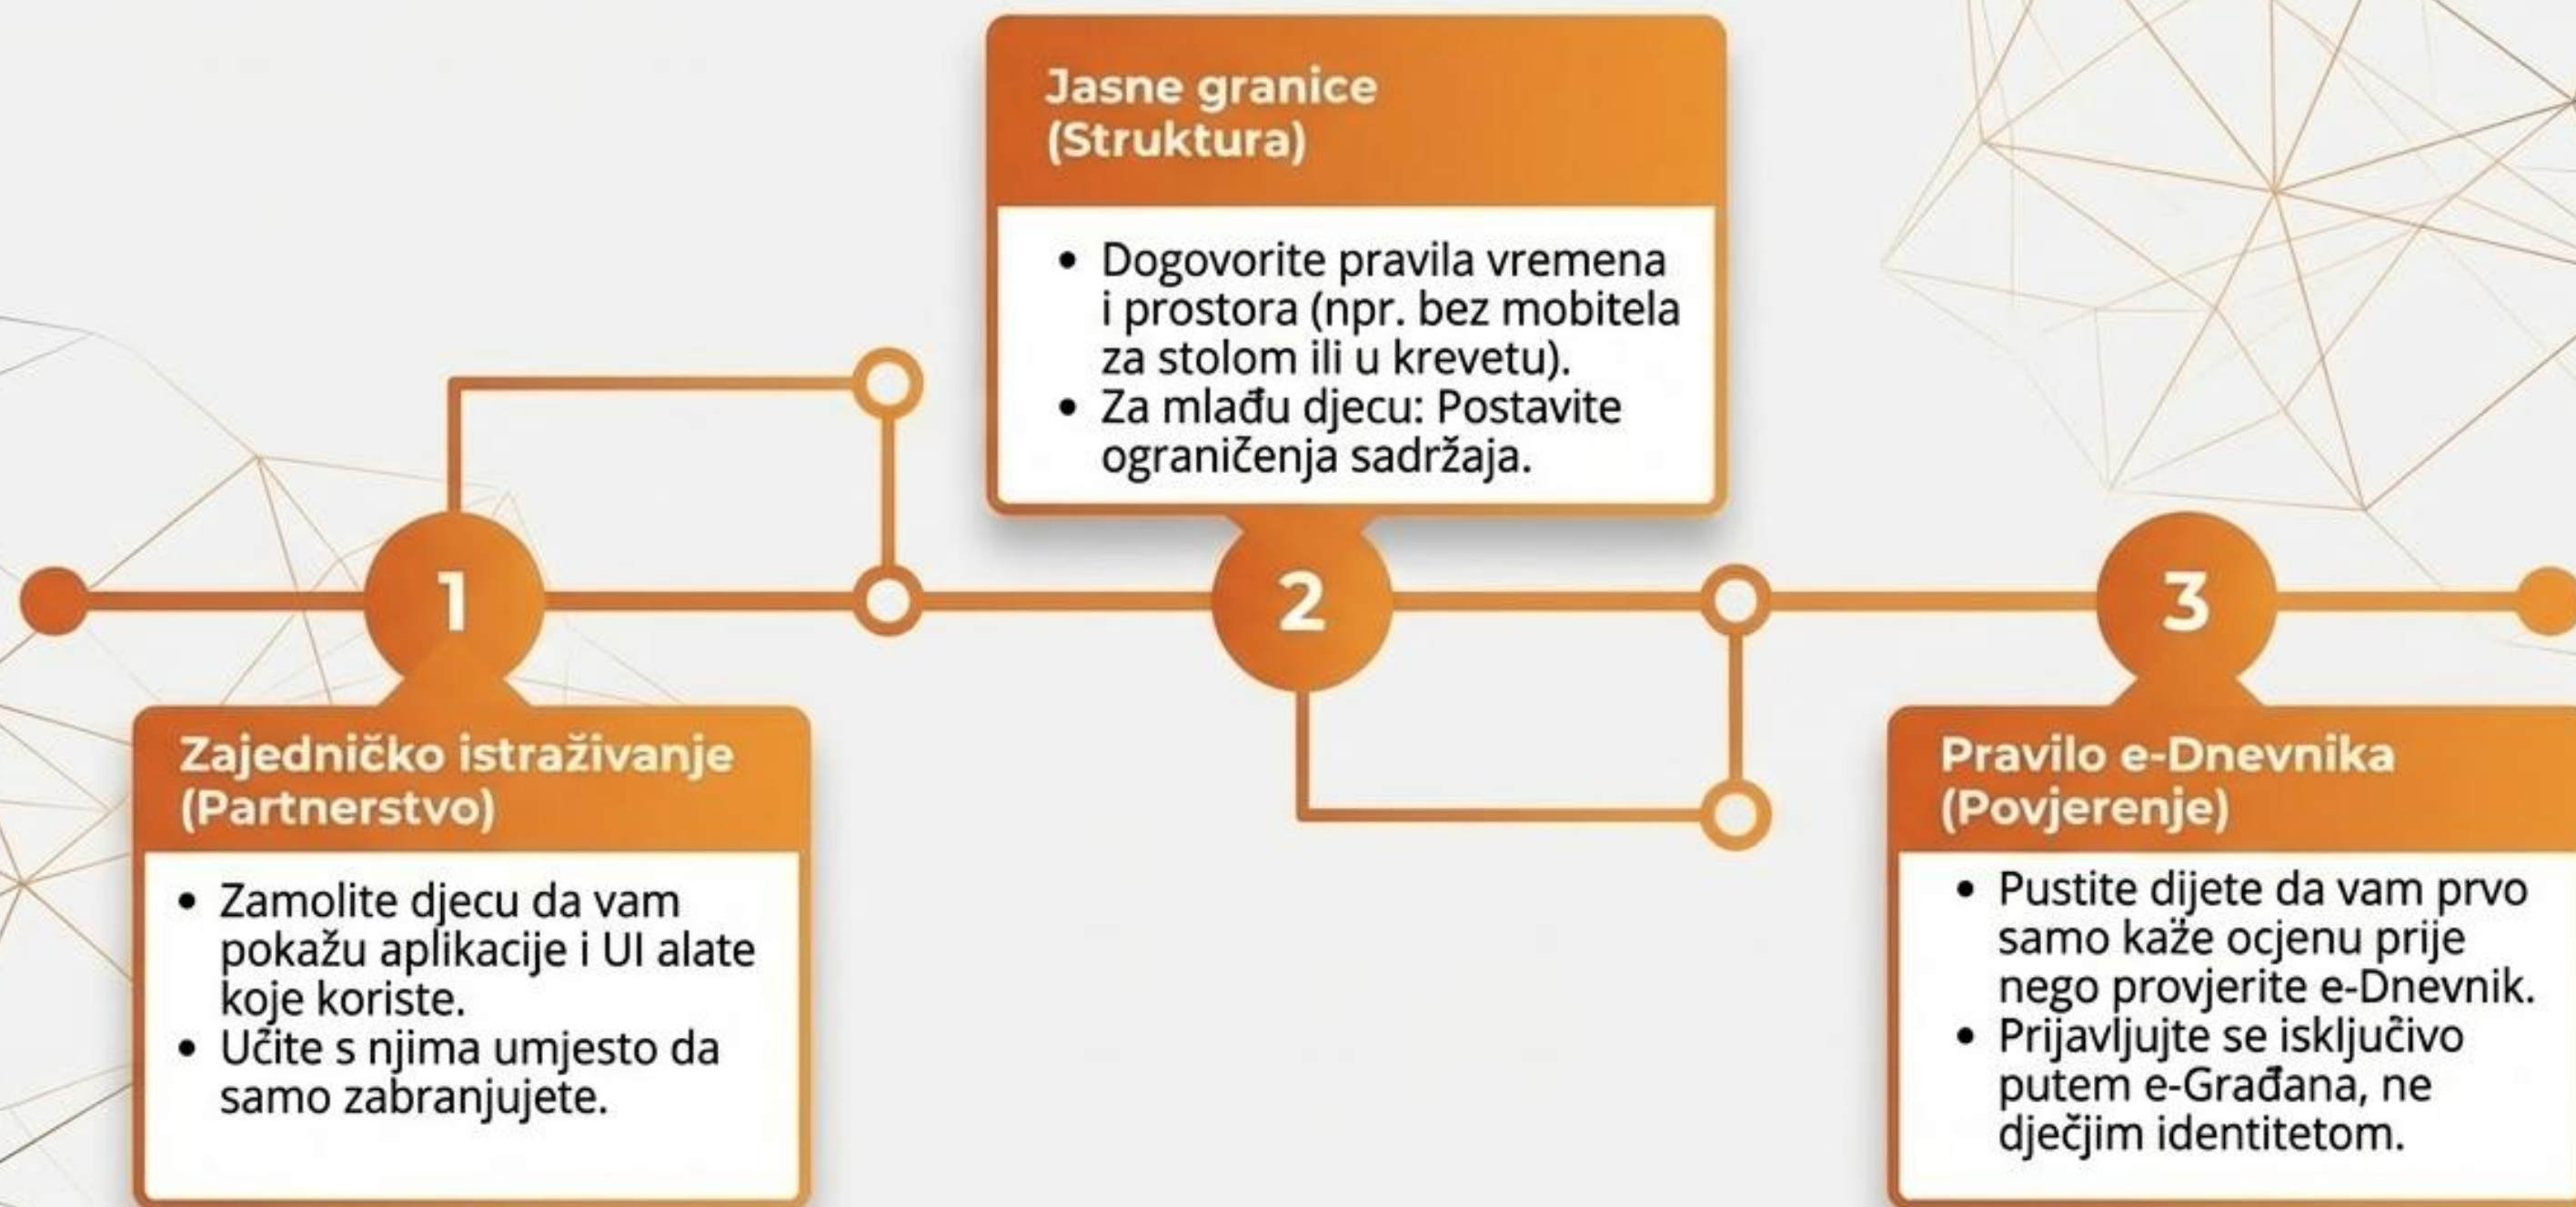 1
Zajedničko istraživanje
(Partnerstvo)
• Zamolite djecu da vam
pokažu aplikacije i UI alate
koje koriste.
• Učite s njima umjesto da
samo zabranjujete.
Jasne granice
(Struktura)
• Dogovorite pravila vremena
i prostora (npr. bez mobitela
za stolom ili u krevetu).
• Za mlađu djecu: Postavite
ograničenja sadržaja.
2
3
Pravilo e-Dnevnika
(Povjerenje)
• Pustite dijete da vam prvo
samo kaže ocjenu prije
nego provjerite e-Dnevnik.
• Prijavljujte se isključivo
putem e-Građana, ne
dječjim identitetom.